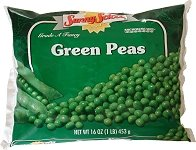 Sunny Select
Grade A Fancy
Green Peas
NET WT 16 OZ (1 LB) 453 g